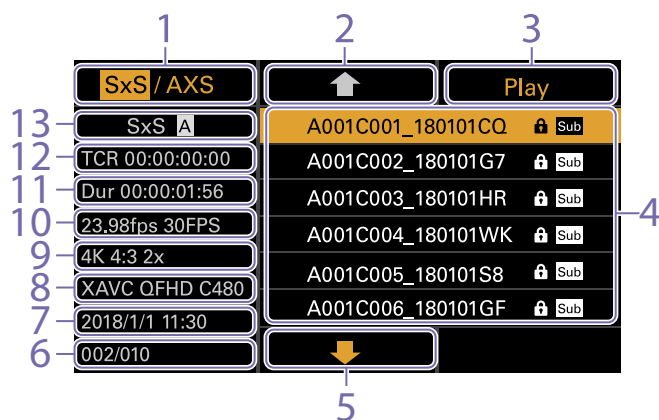 1 2 3
SxS / AXS Play
13 SxS A A001C001_180101CQ Sub
12 TCR 00:00:00:00 A001C002_180101G7 Sub
11 Dur 00:00:01:56 A001C003_180101HR Sub
4
10 23.98fps 30FPS A001C004_180101WK Sub
9 4K 4:3 2x
8 XAVC QFHD C480 A001C005_180101S8 Sub
7 2018/1/1 11:30 A001C006_180101GF Sub
6 002/010
5